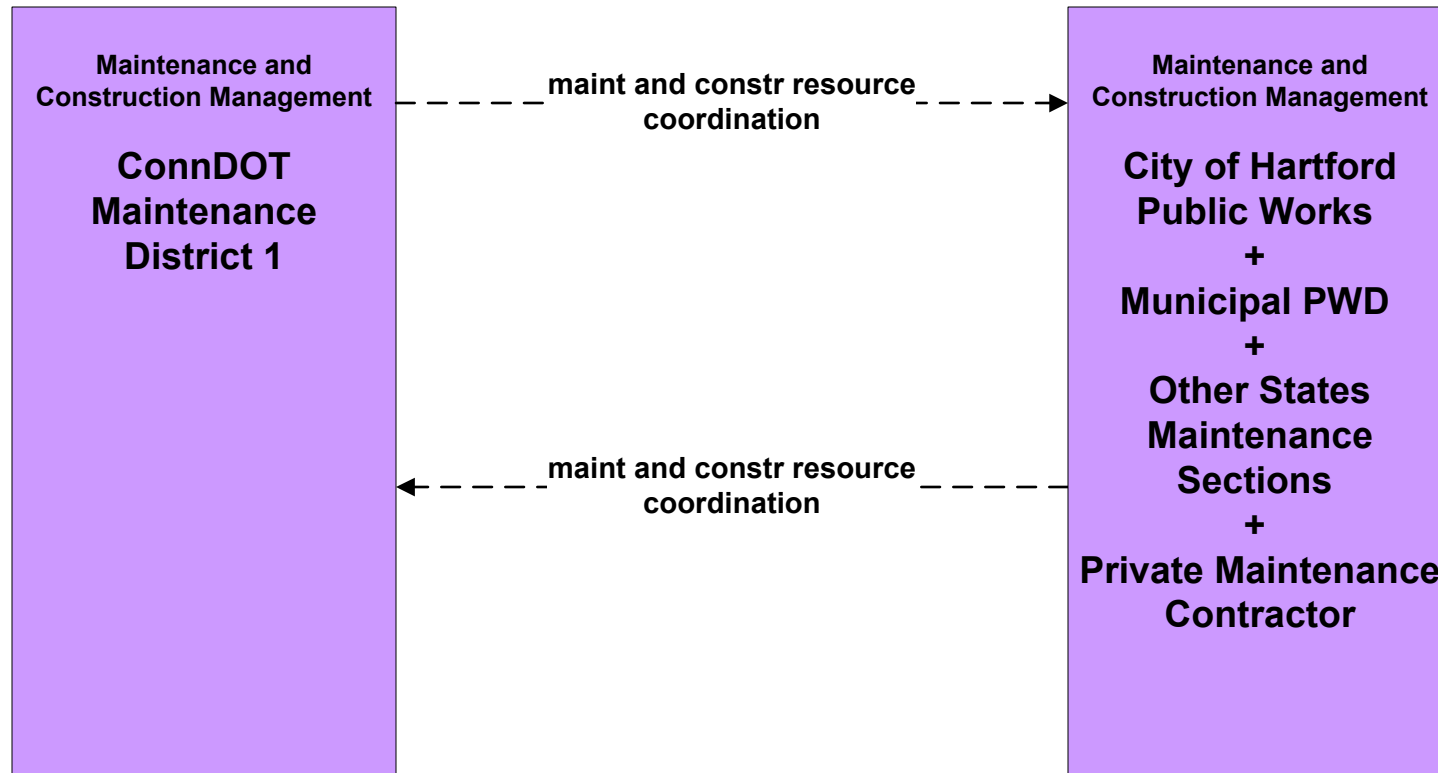 Maintenance and
Construction Management
ConnDOT
Maintenance
District 1
maint and constr resource
coordination
maint and constr resource
coordination
Maintenance and
Construction Management
City of Hartford
Public Works
+
Municipal PWD
+
Other States
Maintenance
Sections
+
Private Maintenance
Contractor